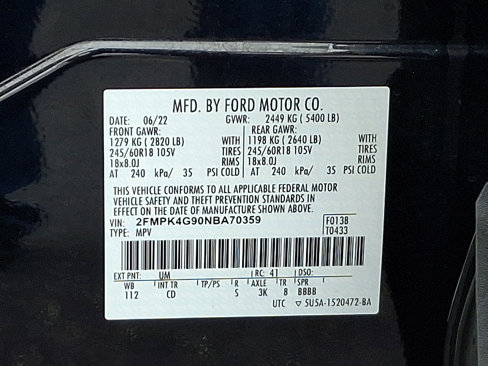 MFD. BY FORD MOTOR CO.
DATE: 06/22 GVWR: 2449 KG ( 5400 LB)
FRONT GAWR: REAR GAWR:
1279 KG ( 2820 LB) WITH 1198 KG ( 2640 LB) WITH
245/60R18 105V TIRES 245/60R18 105V TIRES
18x8.0J RIMS 18x8.0J RIMS
AT 240 kPa/ 35 PSI COLD AT 240 kPa/ 35 PSI COLD
THIS VEHICLE CONFORMS TO ALL APPLICABLE FEDERAL MOTOR
VEHICLE SAFETY AND THEFT PREVENTION STANDARDS IN
EFFECT ON THE DATE OF MANUFACTURE SHOWN ABOVE.
VIN: 2FMPK4G90NBA70359 F0138
TYPE: MPV T0433
EXT PNT: UM RC: 41 DSO:
WB INT TR TP/PS R AXLE TR SPR
112 CD S 3K 8 BBBB
UTC 5U5A-1520472-BA